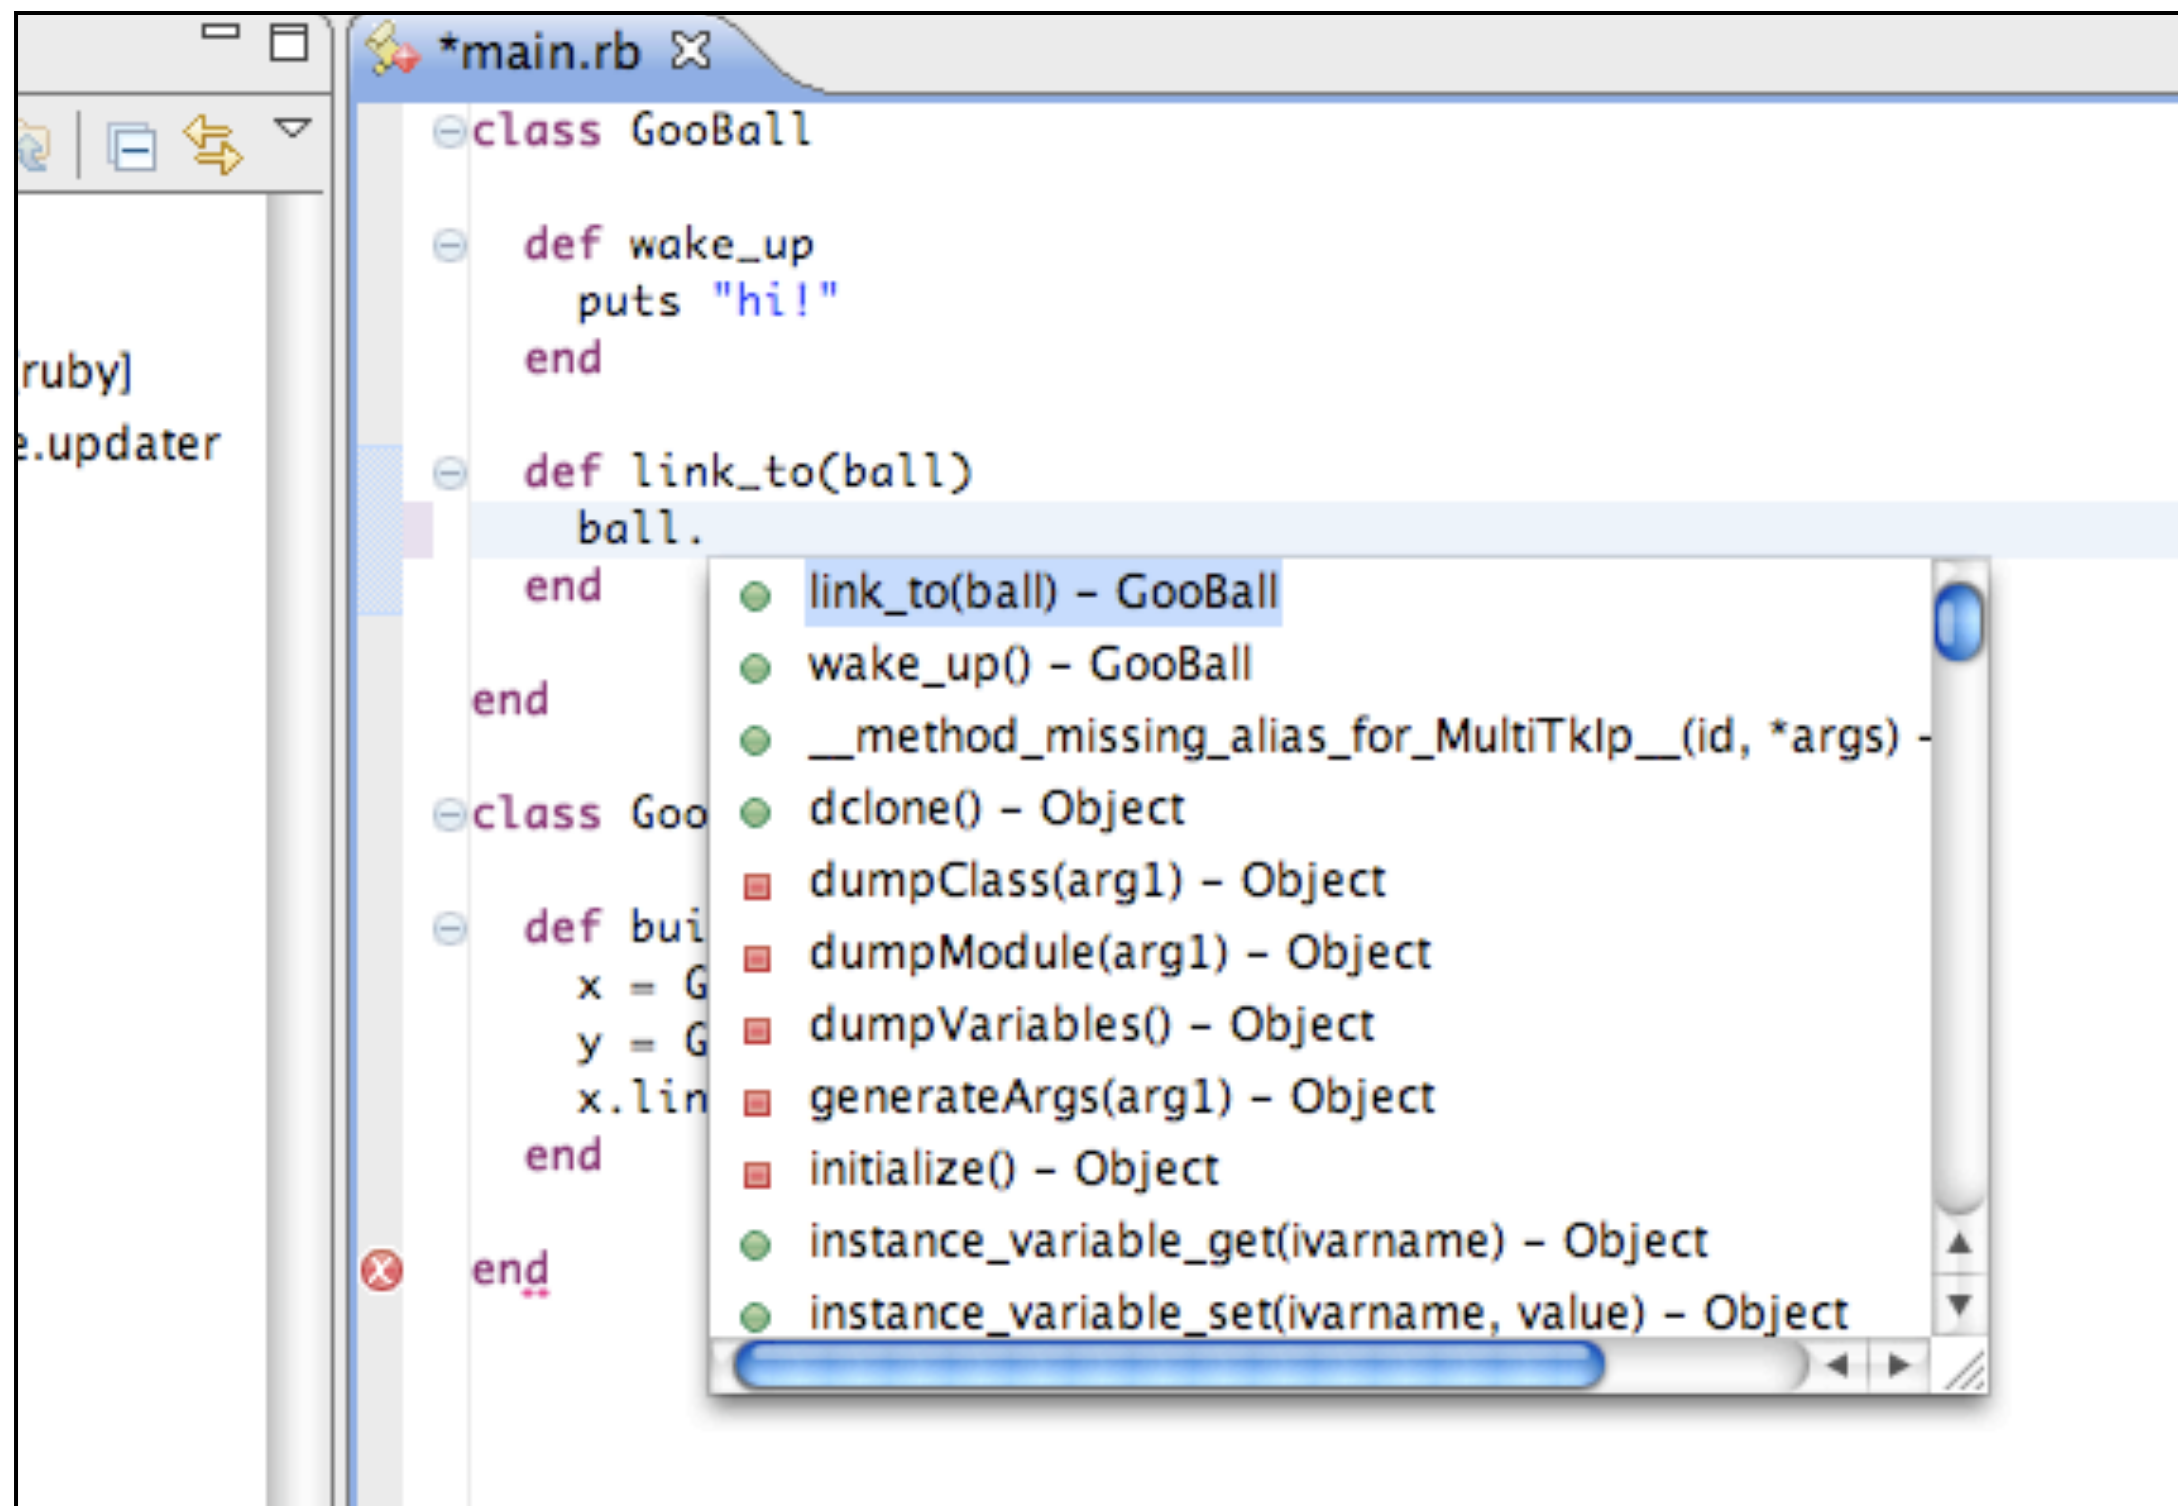 *main.rb
ruby]
e.updater
class GooBall
def wake_up
puts "hi!"
end
def link_to(ball)
ball.
end
end
class Goo
def bui
x = G
y = G
x.lin
end
end
link_to(ball) – GooBall
wake_up() – GooBall
__method_missing_alias_for_MultiTkIp__(id, *args) -
dclone() – Object
dumpClass(arg1) – Object
dumpModule(arg1) – Object
dumpVariables() – Object
generateArgs(arg1) – Object
initialize() – Object
instance_variable_get(ivarname) – Object
instance_variable_set(ivarname, value) – Object